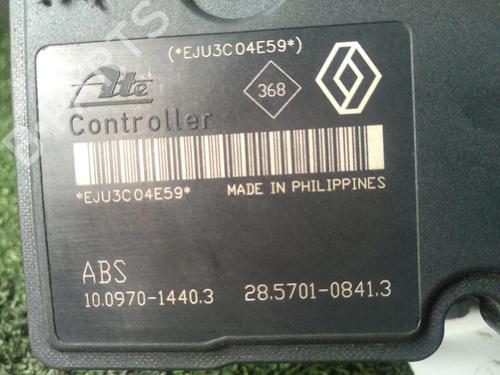 (*EJU3C04E59*)
Ate
368
Controller
*EJU3C04E59*
MADE IN PHILIPPINES
ABS
10.0970-1440.3
28.5701-0841.3